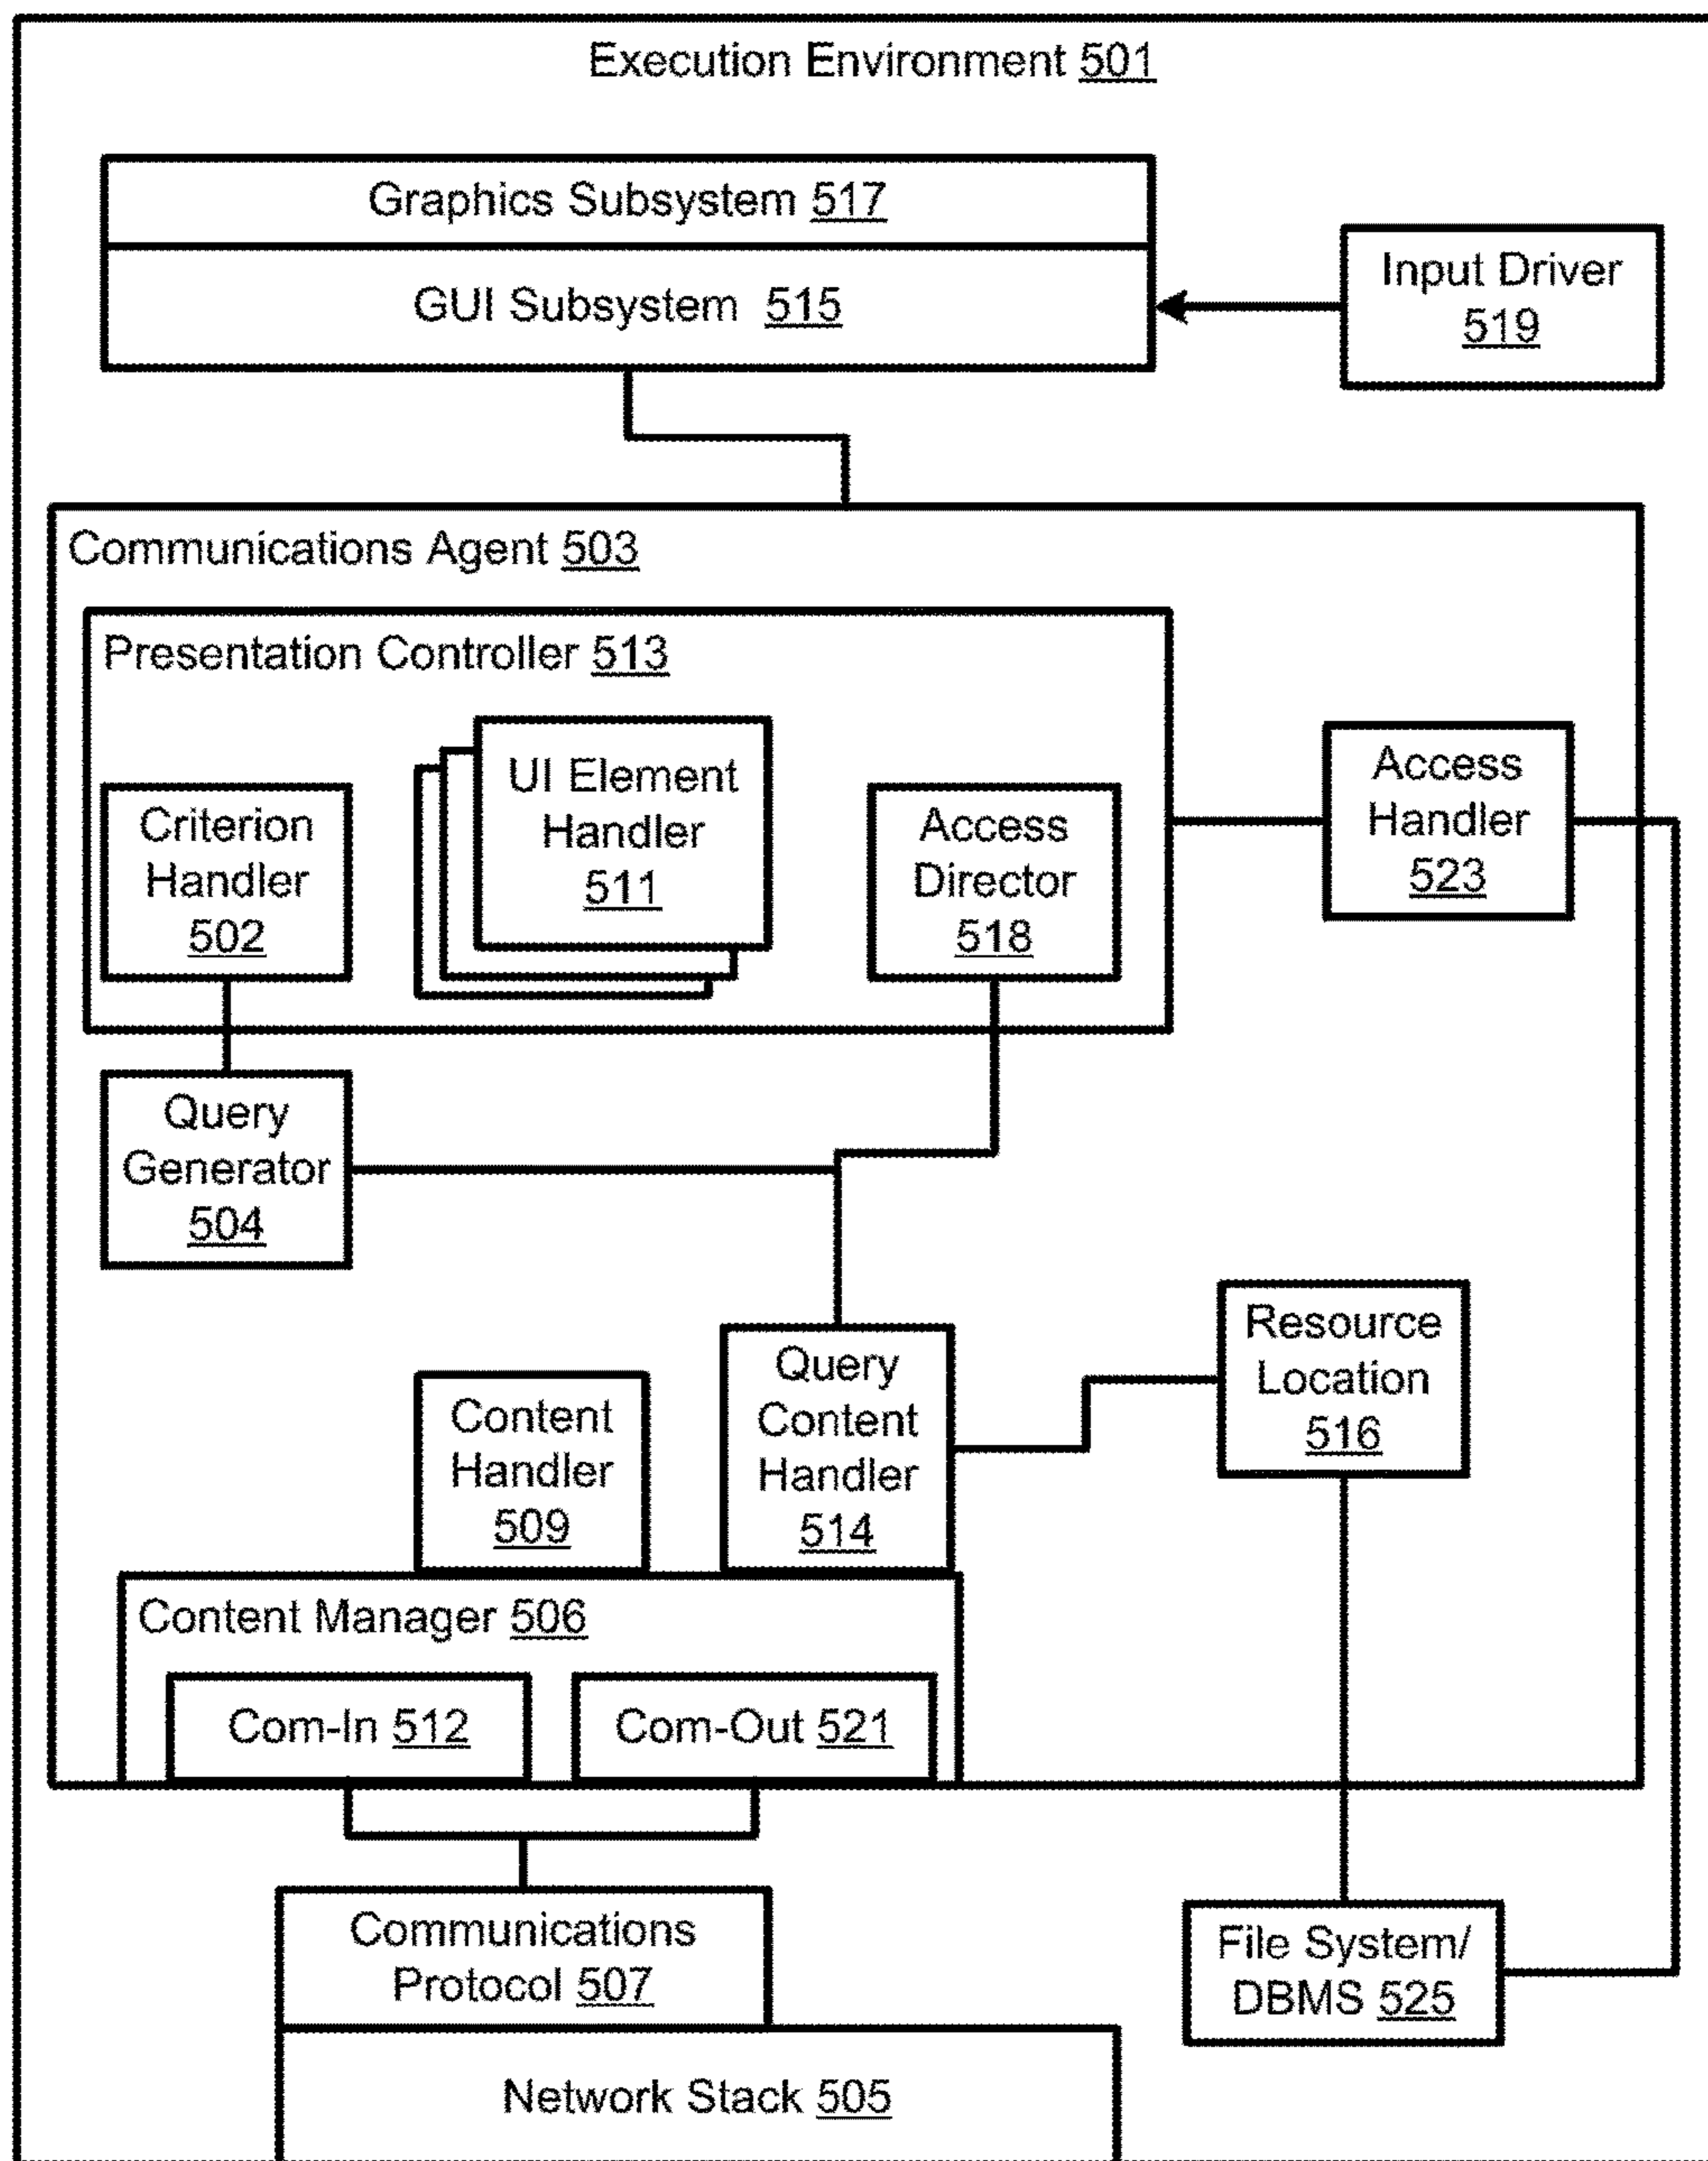 Execution Environment 501
Graphics Subsystem 517
GUI Subsystem 515
Input Driver
519
Communications Agent 503
Presentation Controller 513
Criterion
Handler
502
UI Element
Handler
511
Access
Director
518
Access
Handler
523
Query
Generator
504
Content
Handler
509
Query
Content
Handler
514
Resource
Location
516
Content Manager 506
Com-In 512
Com-Out 521
Communications
Protocol 507
File System/
DBMS 525
Network Stack 505